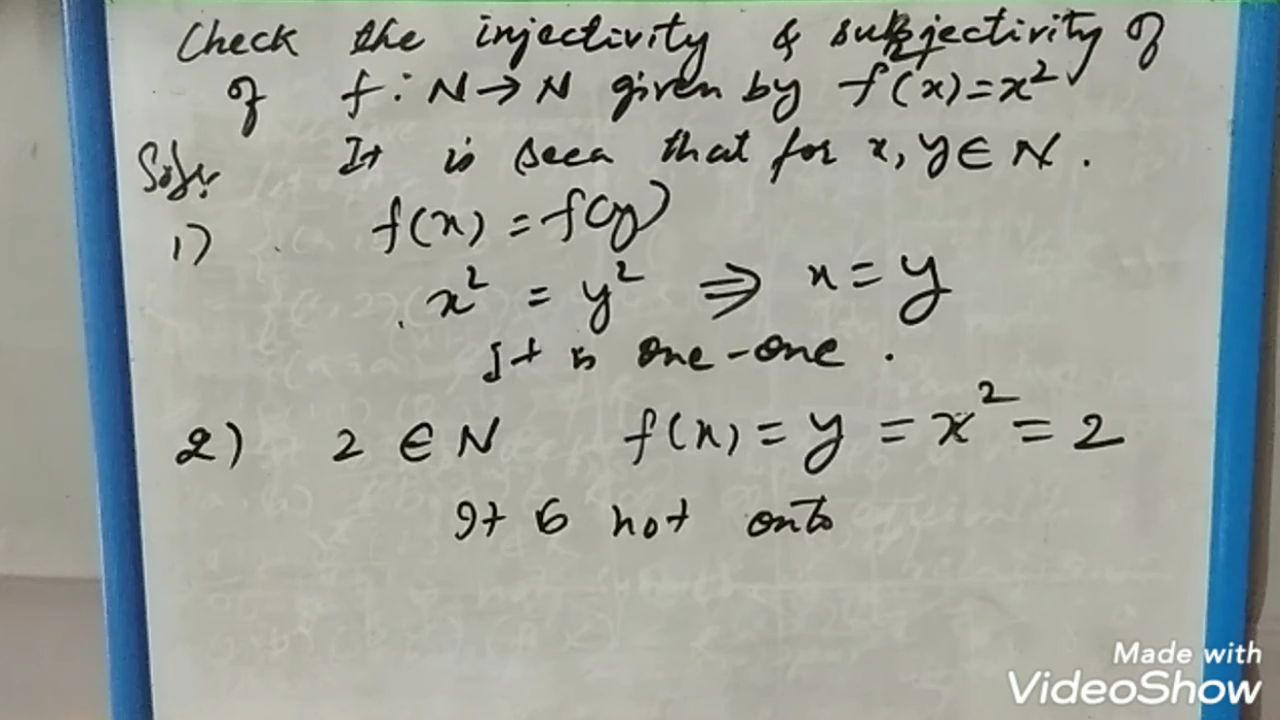 Check the injectivity & subjectivity of
of f : N → N given by f(x) = x²
Soln. It is seen that for x, y ∈ N .
1) f(x) = f(y)
x² = y² ⇒ x = y
It is one-one .
2) 2 ∈ N f(x) = y = x² = 2
It is not onto
Made with
VideoShow